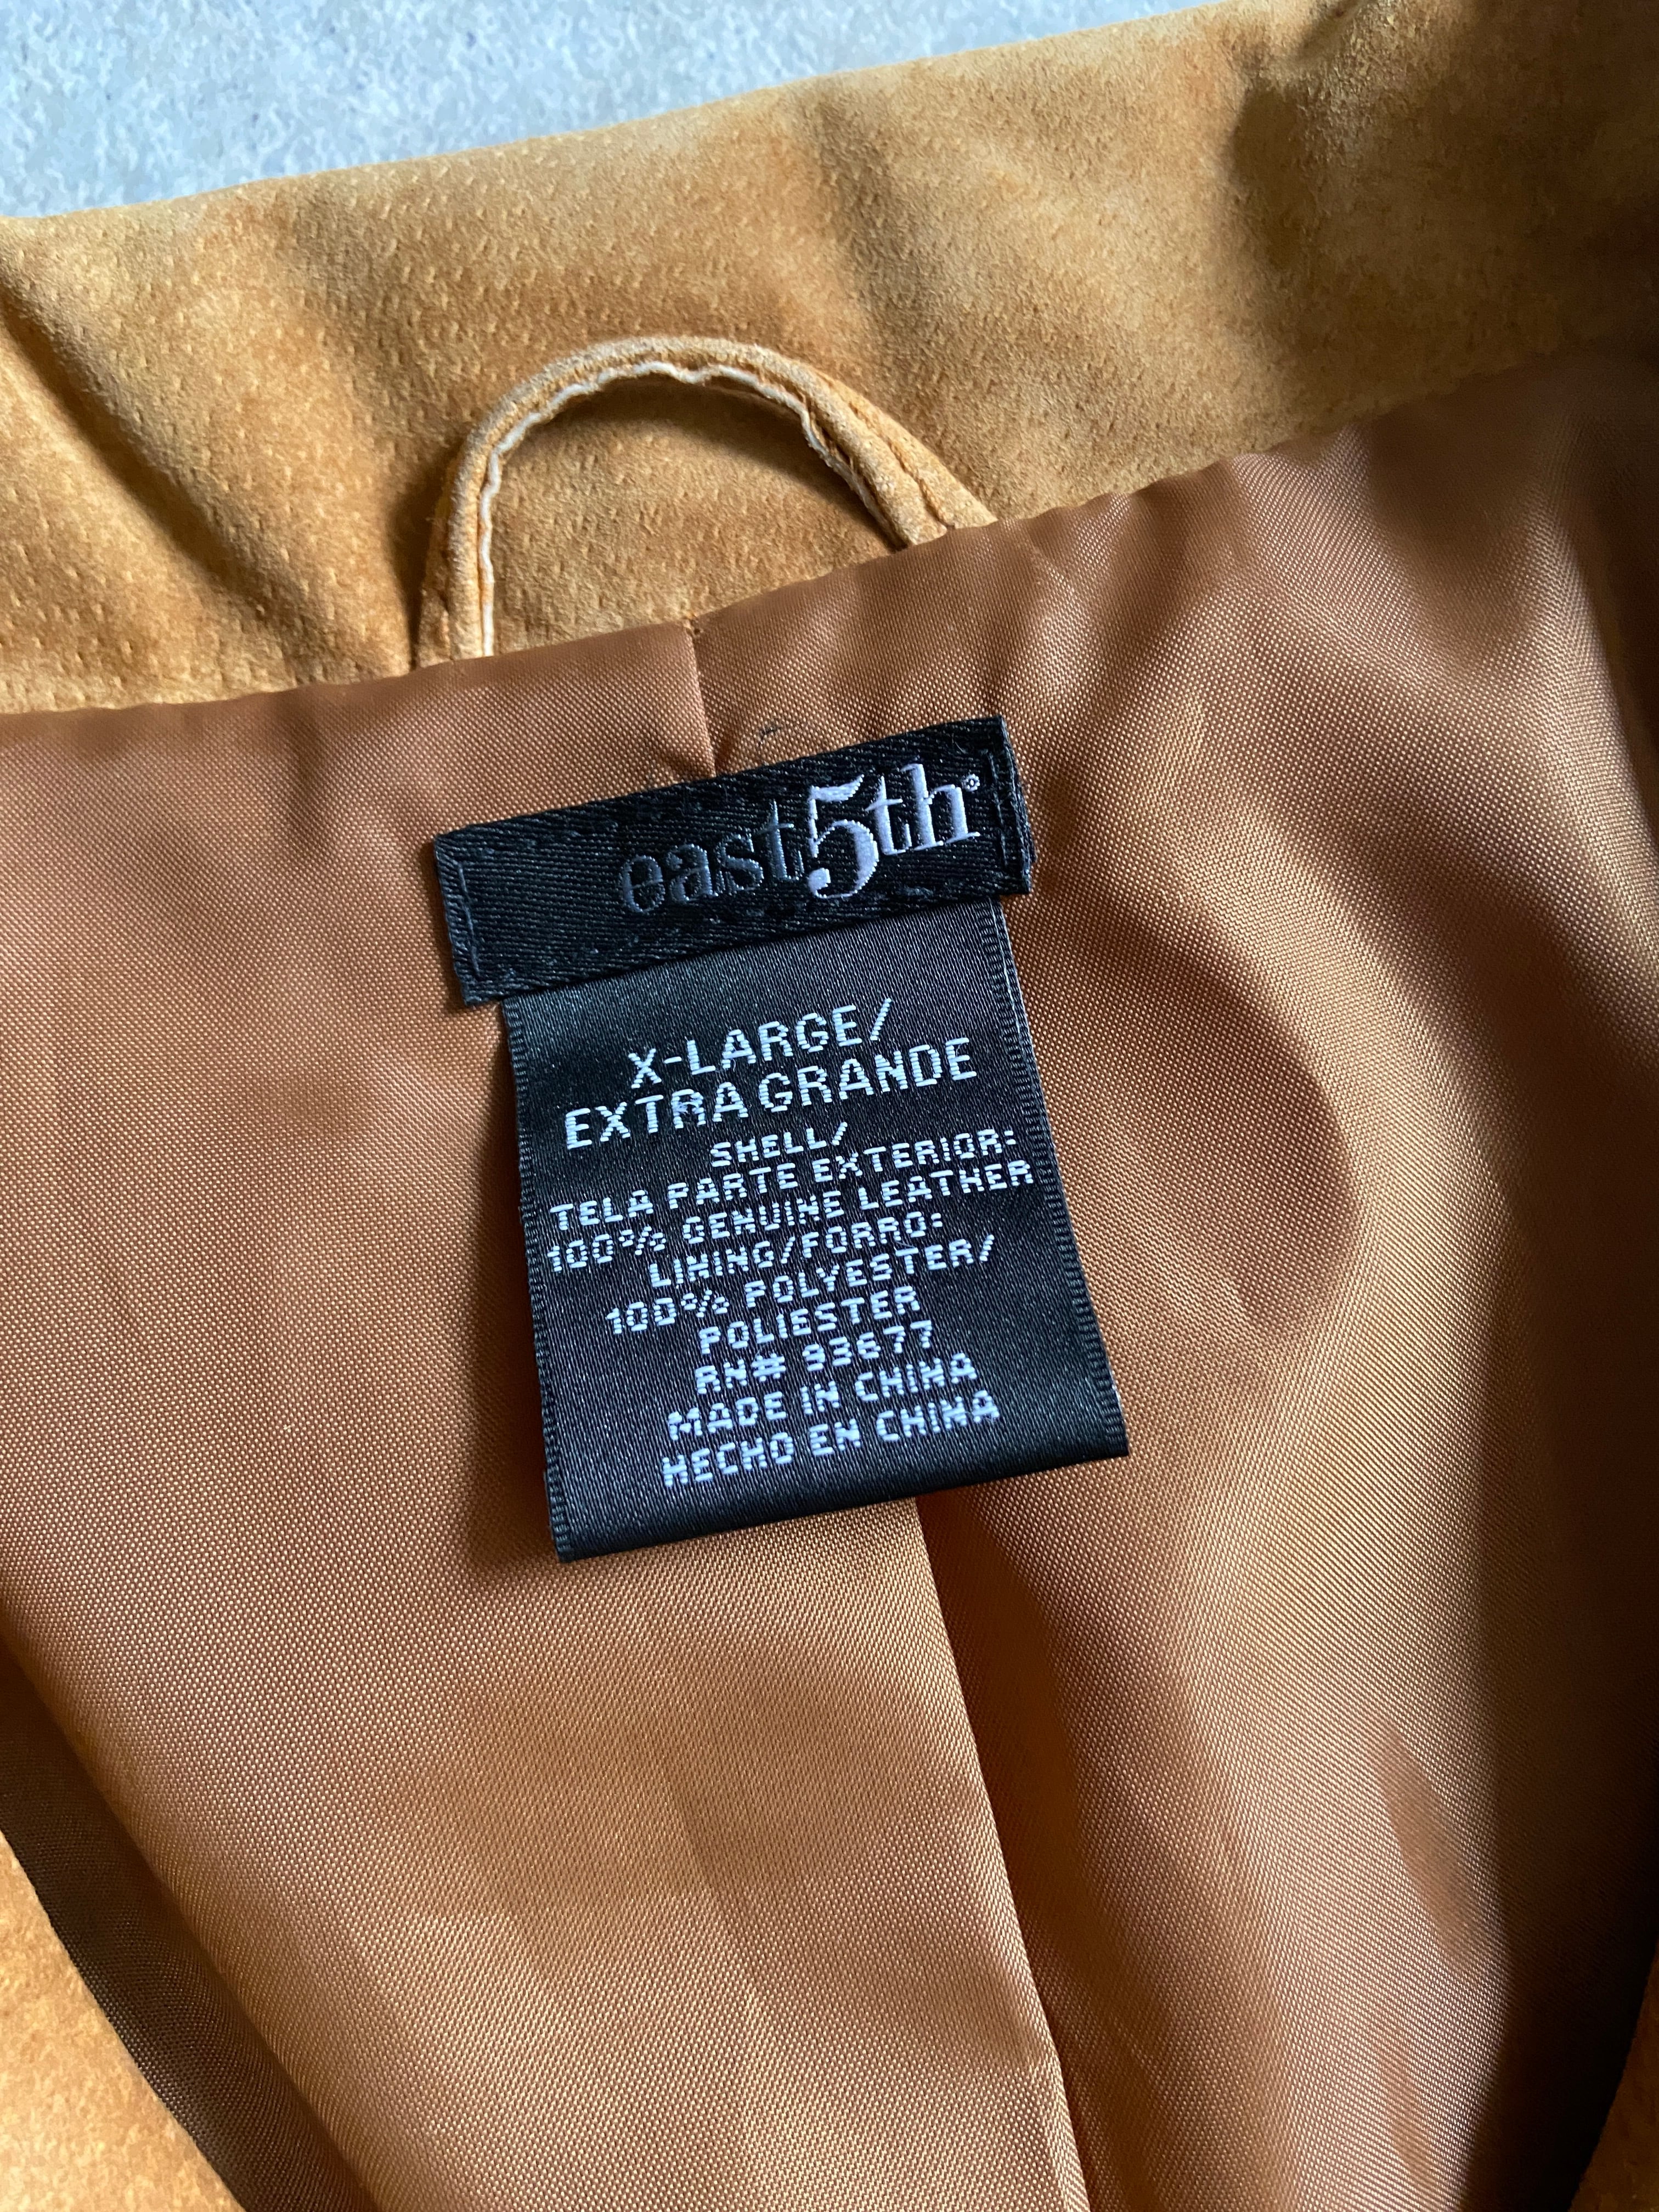 east5th®
X-LARGE/
EXTRA GRANDE
SHELL/
TELA PARTE EXTERIOR:
100% GENUINE LEATHER
LINING/FORRO:
100% POLYESTER/
POLIESTER
RN# 93677
MADE IN CHINA
HECHO EN CHINA